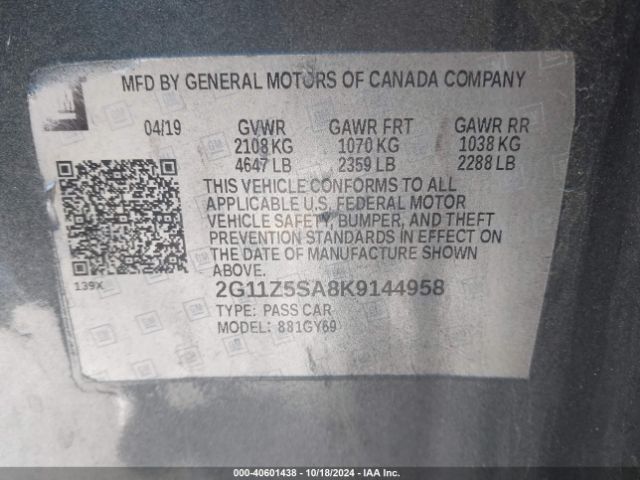 MFD BY GENERAL MOTORS OF CANADA COMPANY
04/19 GVWR GAWR FRT GAWR RR
2108 KG 1070 KG 1038 KG
4647 LB 2359 LB 2288 LB
THIS VEHICLE CONFORMS TO ALL
APPLICABLE U.S. FEDERAL MOTOR
VEHICLE SAFETY, BUMPER, AND THEFT
PREVENTION STANDARDS IN EFFECT ON
THE DATE OF MANUFACTURE SHOWN
ABOVE.
139X
2G11Z5SA8K9144958
TYPE: PASS CAR
MODEL: 881GY69
000-40601438 - 10/18/2024 - IAA Inc.